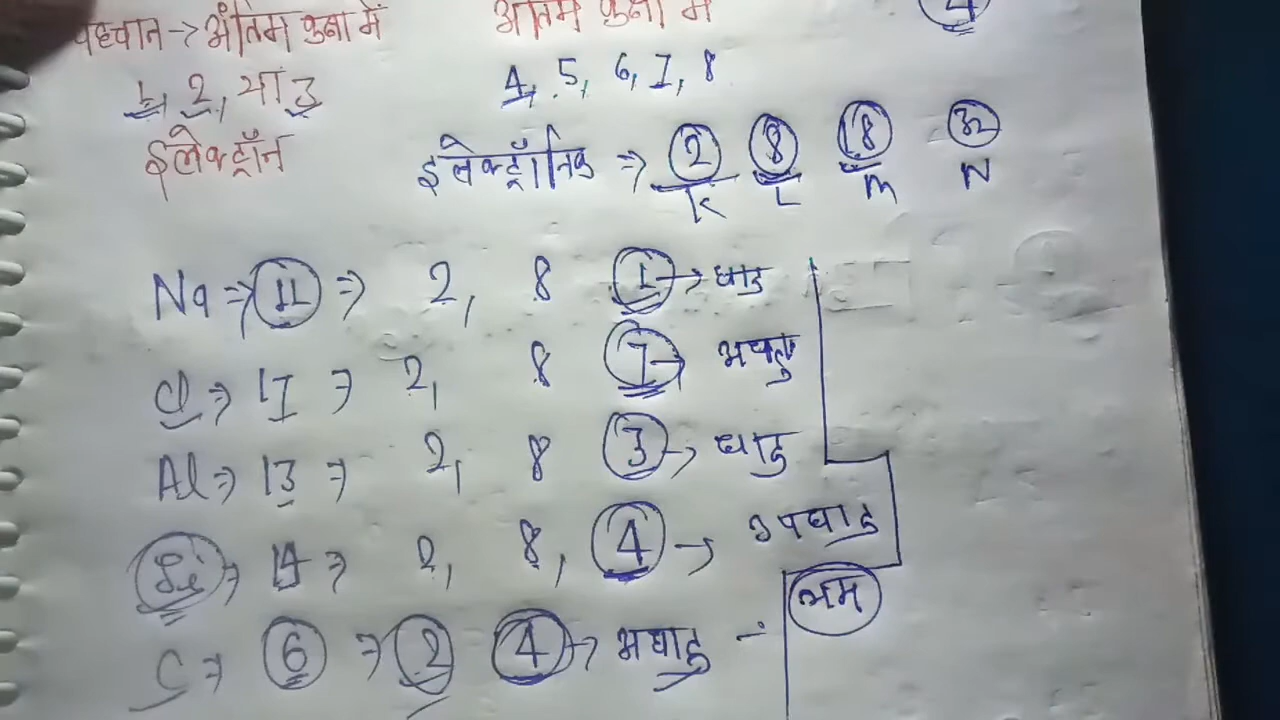 पहचान → अंतिम कक्षा में
अंतिम कक्षा में
4
1, 2, या 3
4, 5, 6, 7, 8
इलेक्ट्रॉन
इलेक्ट्रॉनिक ⇒ 2 8 18 32
K L M N
Na ⇒ 11 ⇒ 2, 8 1 → धातु
Cl ⇒ 17 ⇒ 2, 8 7 → अधातु
Al ⇒ 13 ⇒ 2, 8 3 → धातु
Si ⇒ 14 ⇒ 2, 8, 4 → उपधातु
C ⇒ 6 ⇒ 2 4 → अधातु